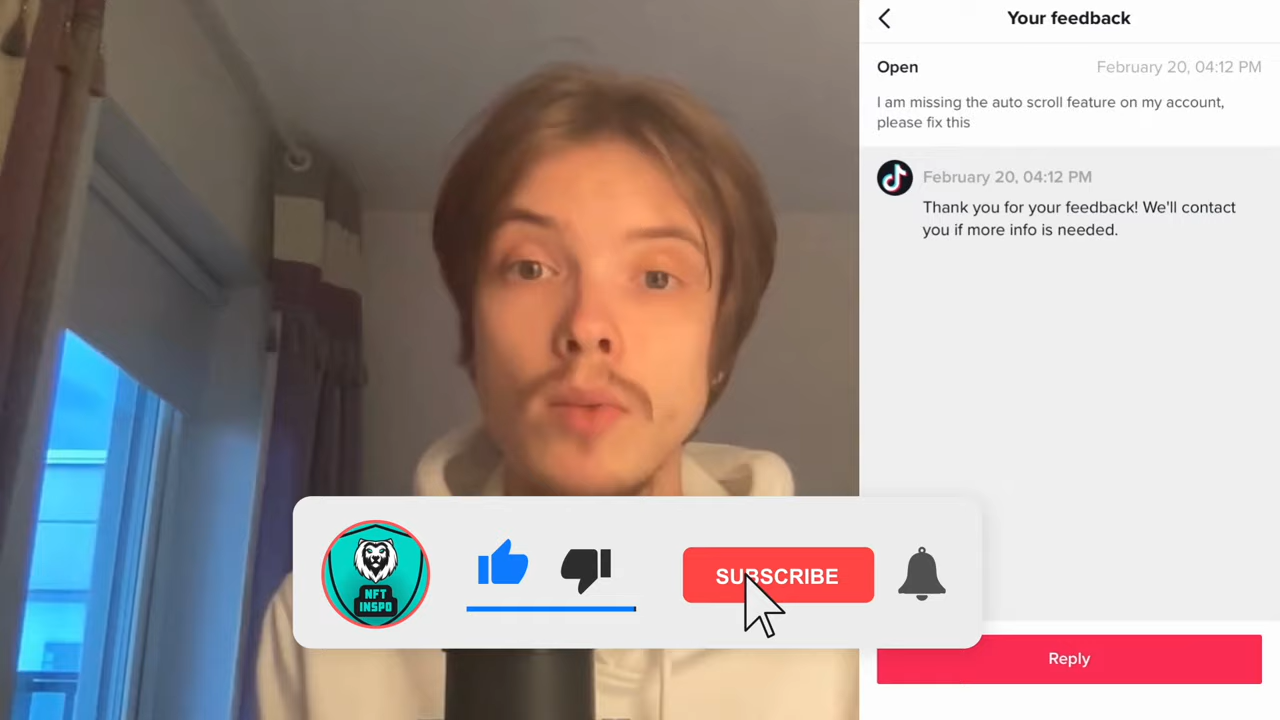 Your feedback
Open
February 20, 04:12 PM
I am missing the auto scroll feature on my account,
please fix this
February 20, 04:12 PM
Thank you for your feedback! We'll contact
you if more info is needed.
NFT
INSPO
SUBSCRIBE
Reply